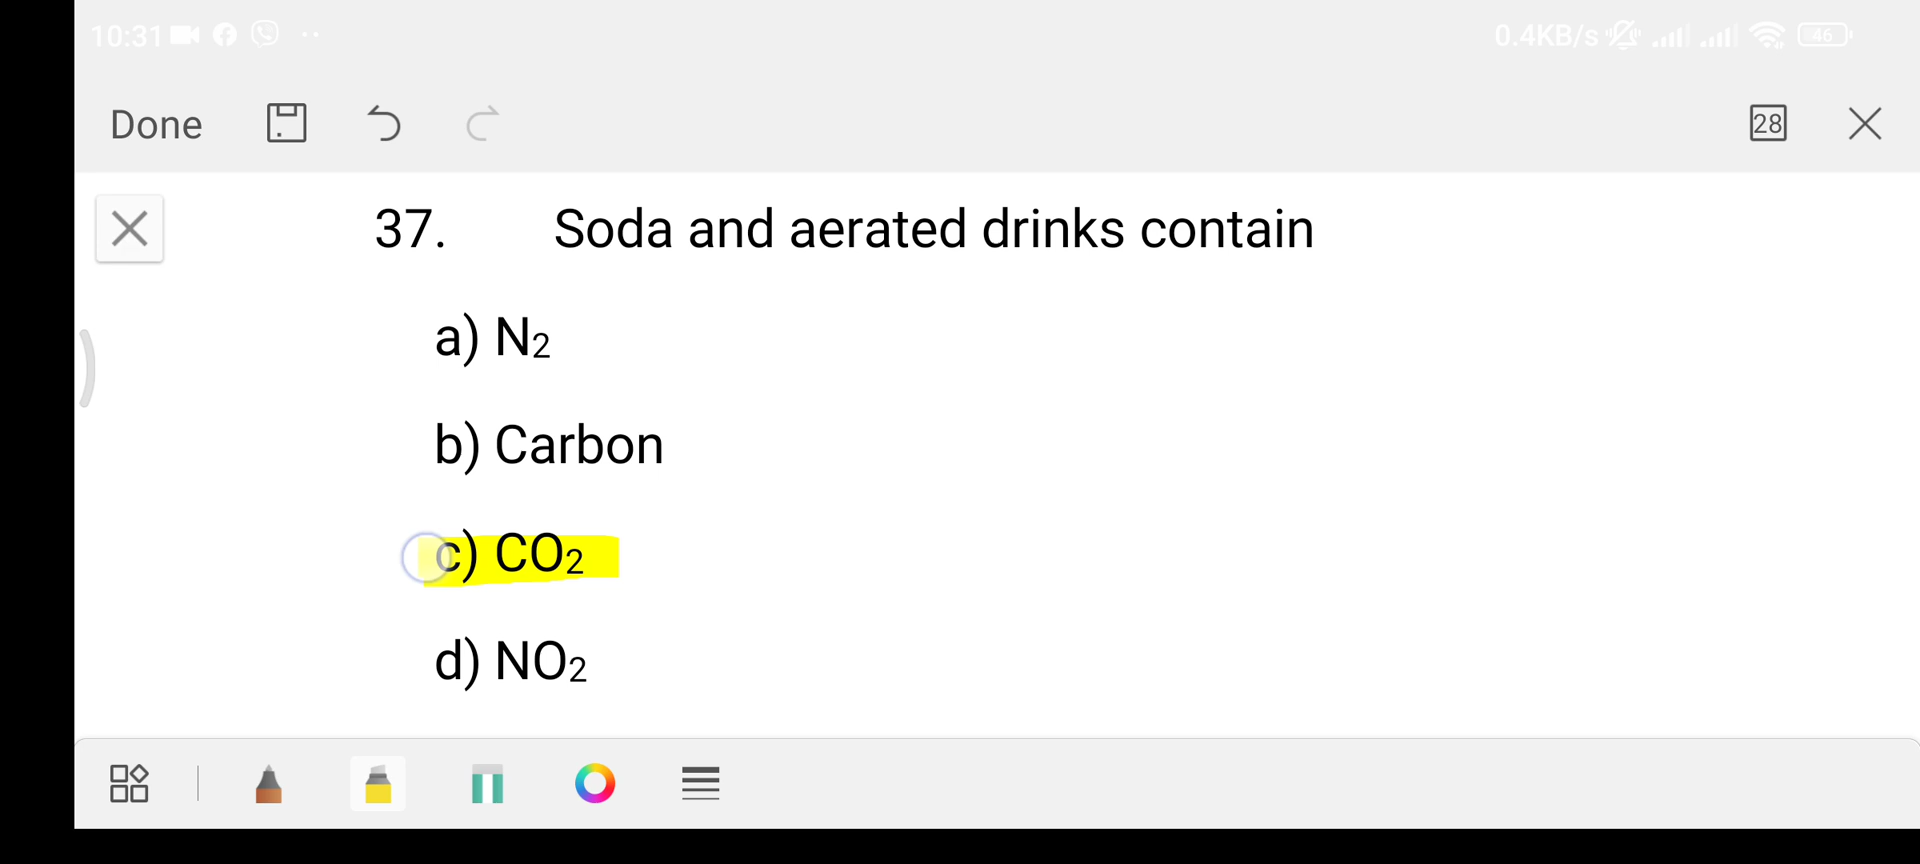 10:31
0.4KB/s
46
Done
28
37. Soda and aerated drinks contain
a) N₂
b) Carbon
c) CO₂
d) NO₂